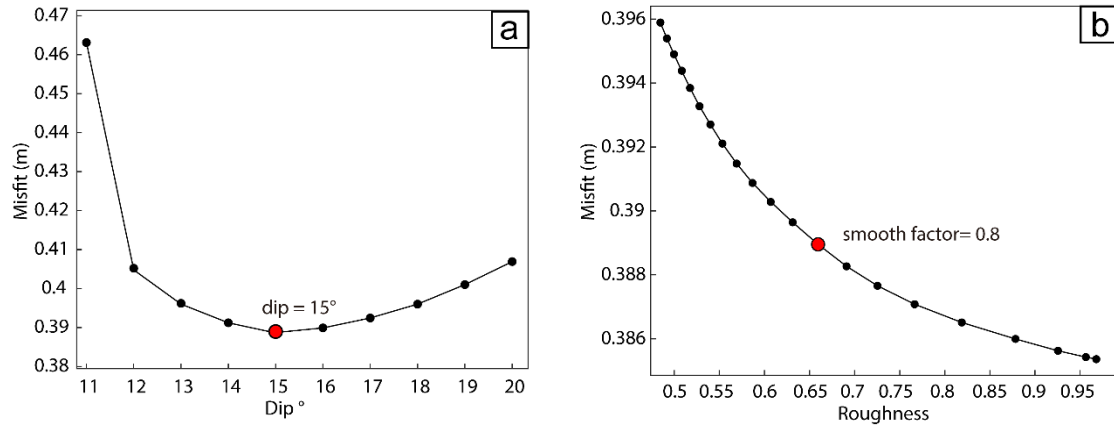 a
0.47
0.46
0.45
0.44
0.43
0.42
0.41
0.4
0.39
0.38
Misfit (m)
dip = 15°
11 12 13 14 15 16 17 18 19 20
Dip °
b
0.396
0.394
0.392
0.39
0.388
0.386
Misfit (m)
smooth factor= 0.8
0.5 0.55 0.6 0.65 0.7 0.75 0.8 0.85 0.9 0.95
Roughness